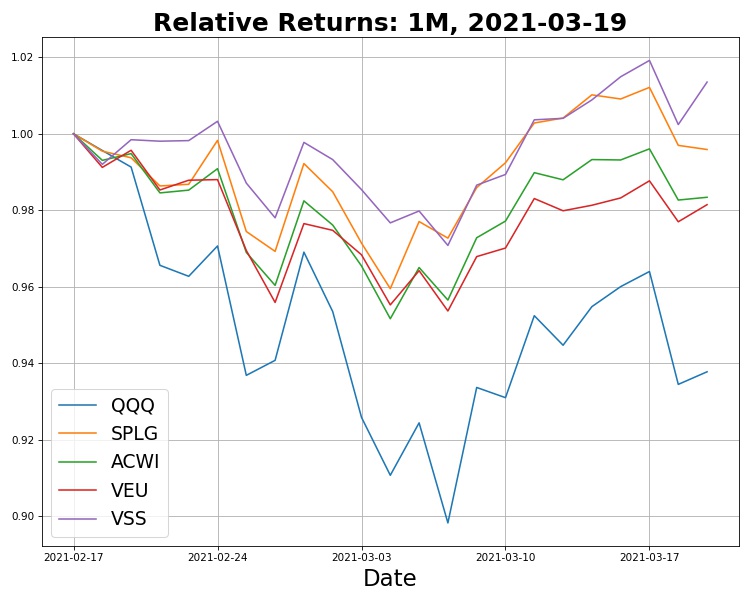 Relative Returns: 1M, 2021-03-19
1.02
1.00
0.98
0.96
0.94
0.92
0.90
QQQ
SPLG
ACWI
VEU
VSS
2021-02-17 2021-02-24 2021-03-03 2021-03-10 2021-03-17
Date